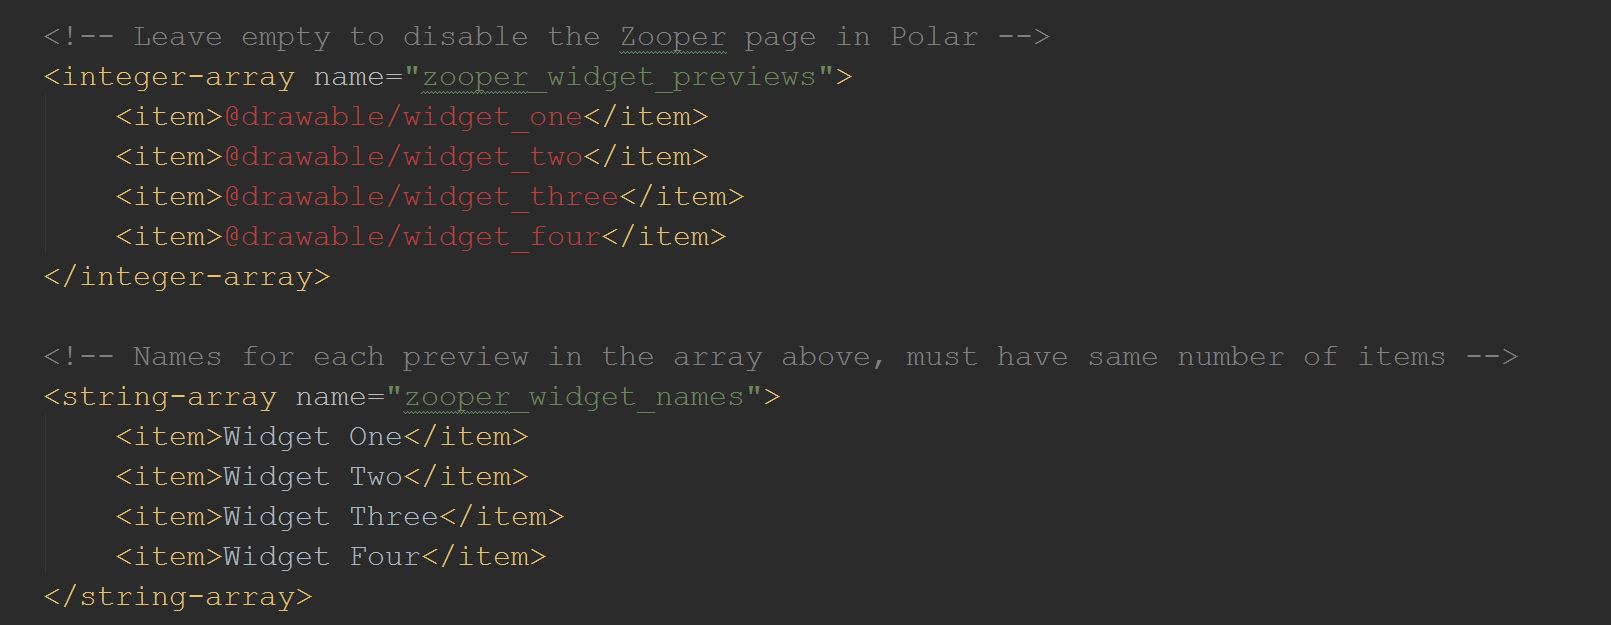 <!-- Leave empty to disable the Zooper page in Polar -->
<integer-array name="zooper_widget_previews">
    <item>@drawable/widget_one</item>
    <item>@drawable/widget_two</item>
    <item>@drawable/widget_three</item>
    <item>@drawable/widget_four</item>
</integer-array>

<!-- Names for each preview in the array above, must have same number of items -->
<string-array name="zooper_widget_names">
    <item>Widget One</item>
    <item>Widget Two</item>
    <item>Widget Three</item>
    <item>Widget Four</item>
</string-array>